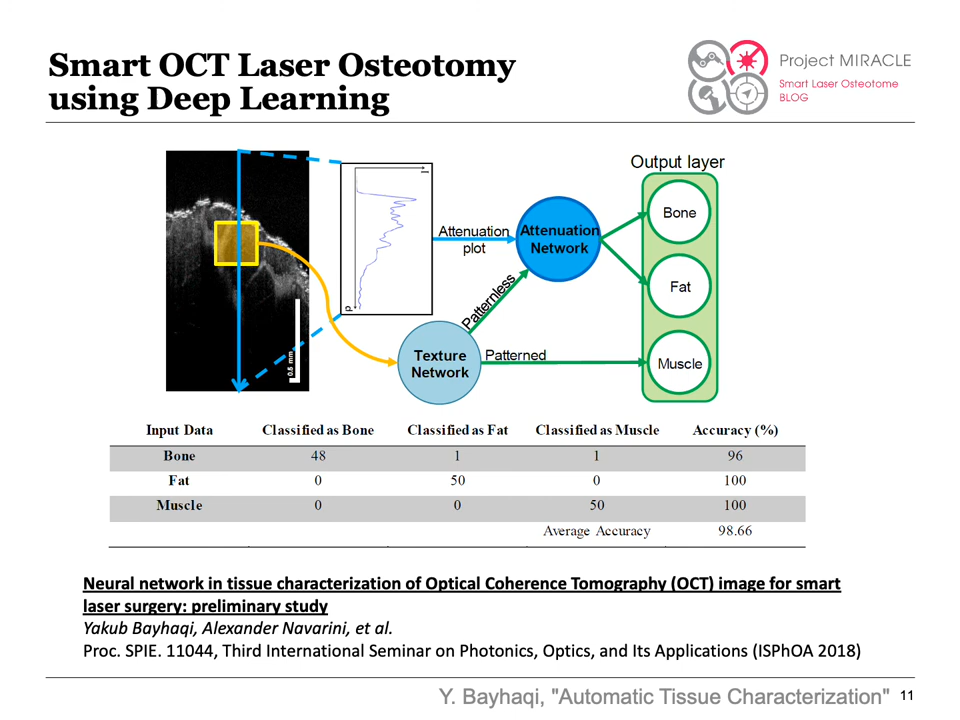 Smart OCT Laser Osteotomy
using Deep Learning
Project MIRACLE
Smart Laser Osteotome
BLOG
Output layer
I
D
0.5 mm
Attenuation
plot
Attenuation
Network
Patternless
Texture
Network
Patterned
Bone
Fat
Muscle
Input Data Classified as Bone Classified as Fat Classified as Muscle Accuracy (%)
Bone 48 1 1 96
Fat 0 50 0 100
Muscle 0 0 50 100
Average Accuracy 98.66
Neural network in tissue characterization of Optical Coherence Tomography (OCT) image for smart
laser surgery: preliminary study
Yakub Bayhaqi, Alexander Navarini, et al.
Proc. SPIE. 11044, Third International Seminar on Photonics, Optics, and Its Applications (ISPhOA 2018)
Y. Bayhaqi, "Automatic Tissue Characterization" 11